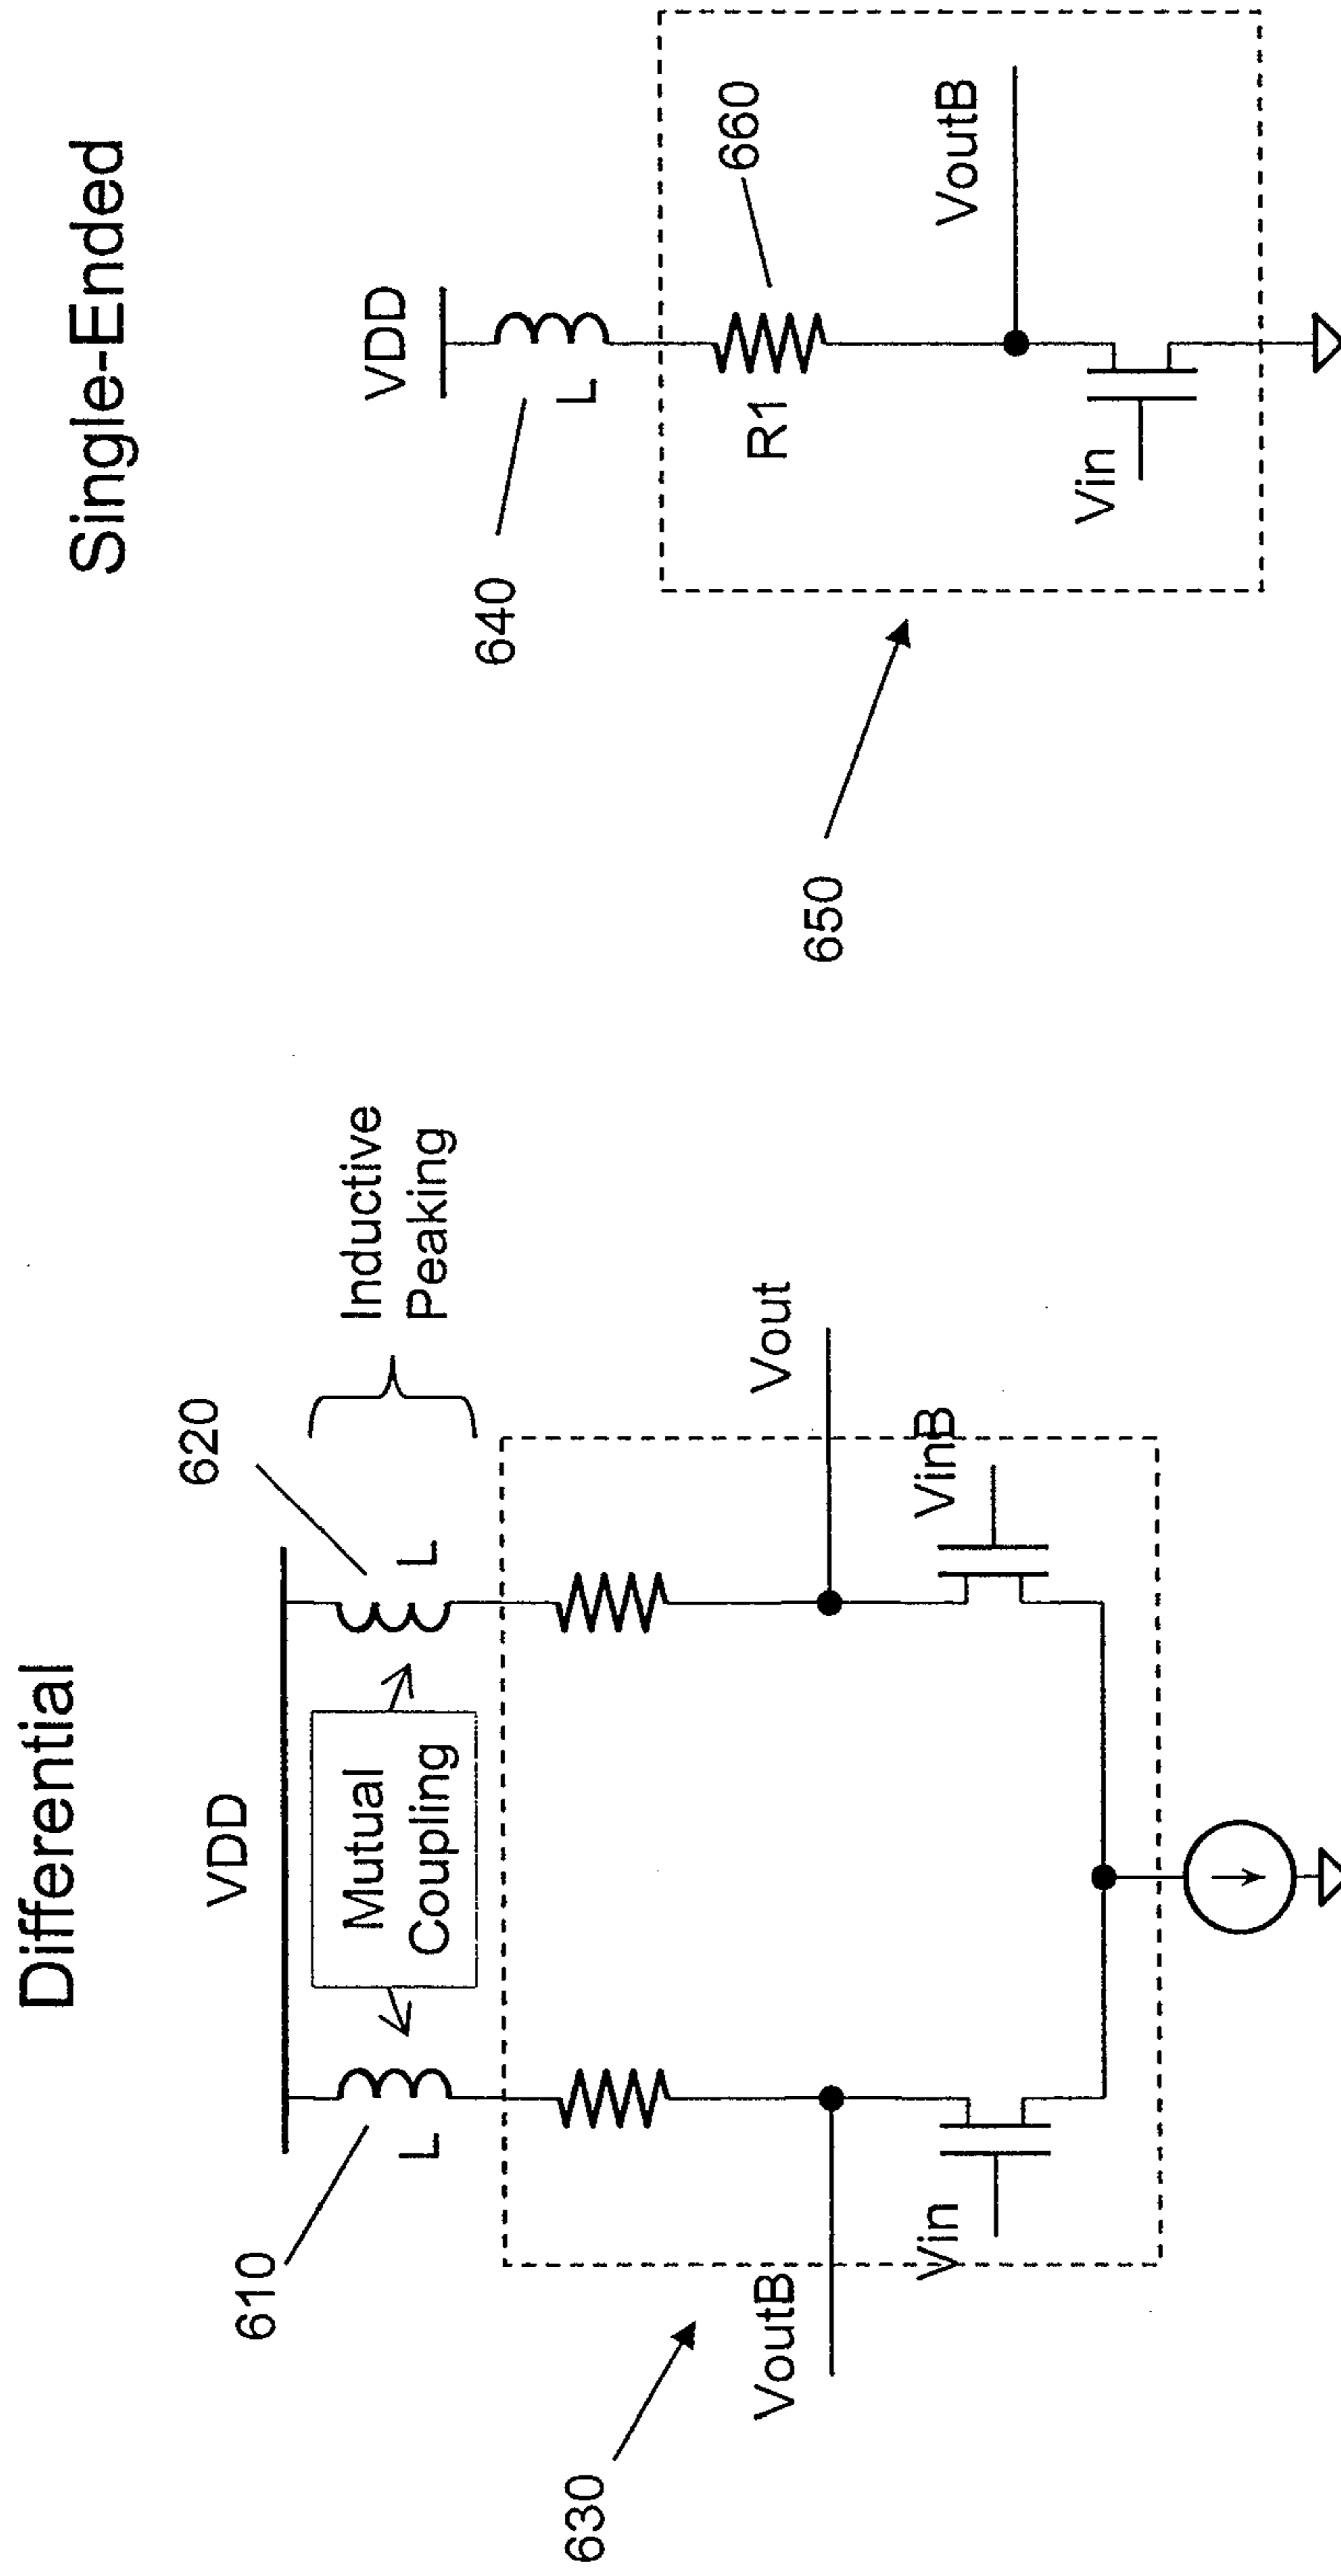 Differential
VDD
610
L
Mutual
Coupling
L
620
Inductive
Peaking
630
VoutB
Vin
VinB
Vout
Single-Ended
VDD
640
L
R1
660
650
Vin
VoutB